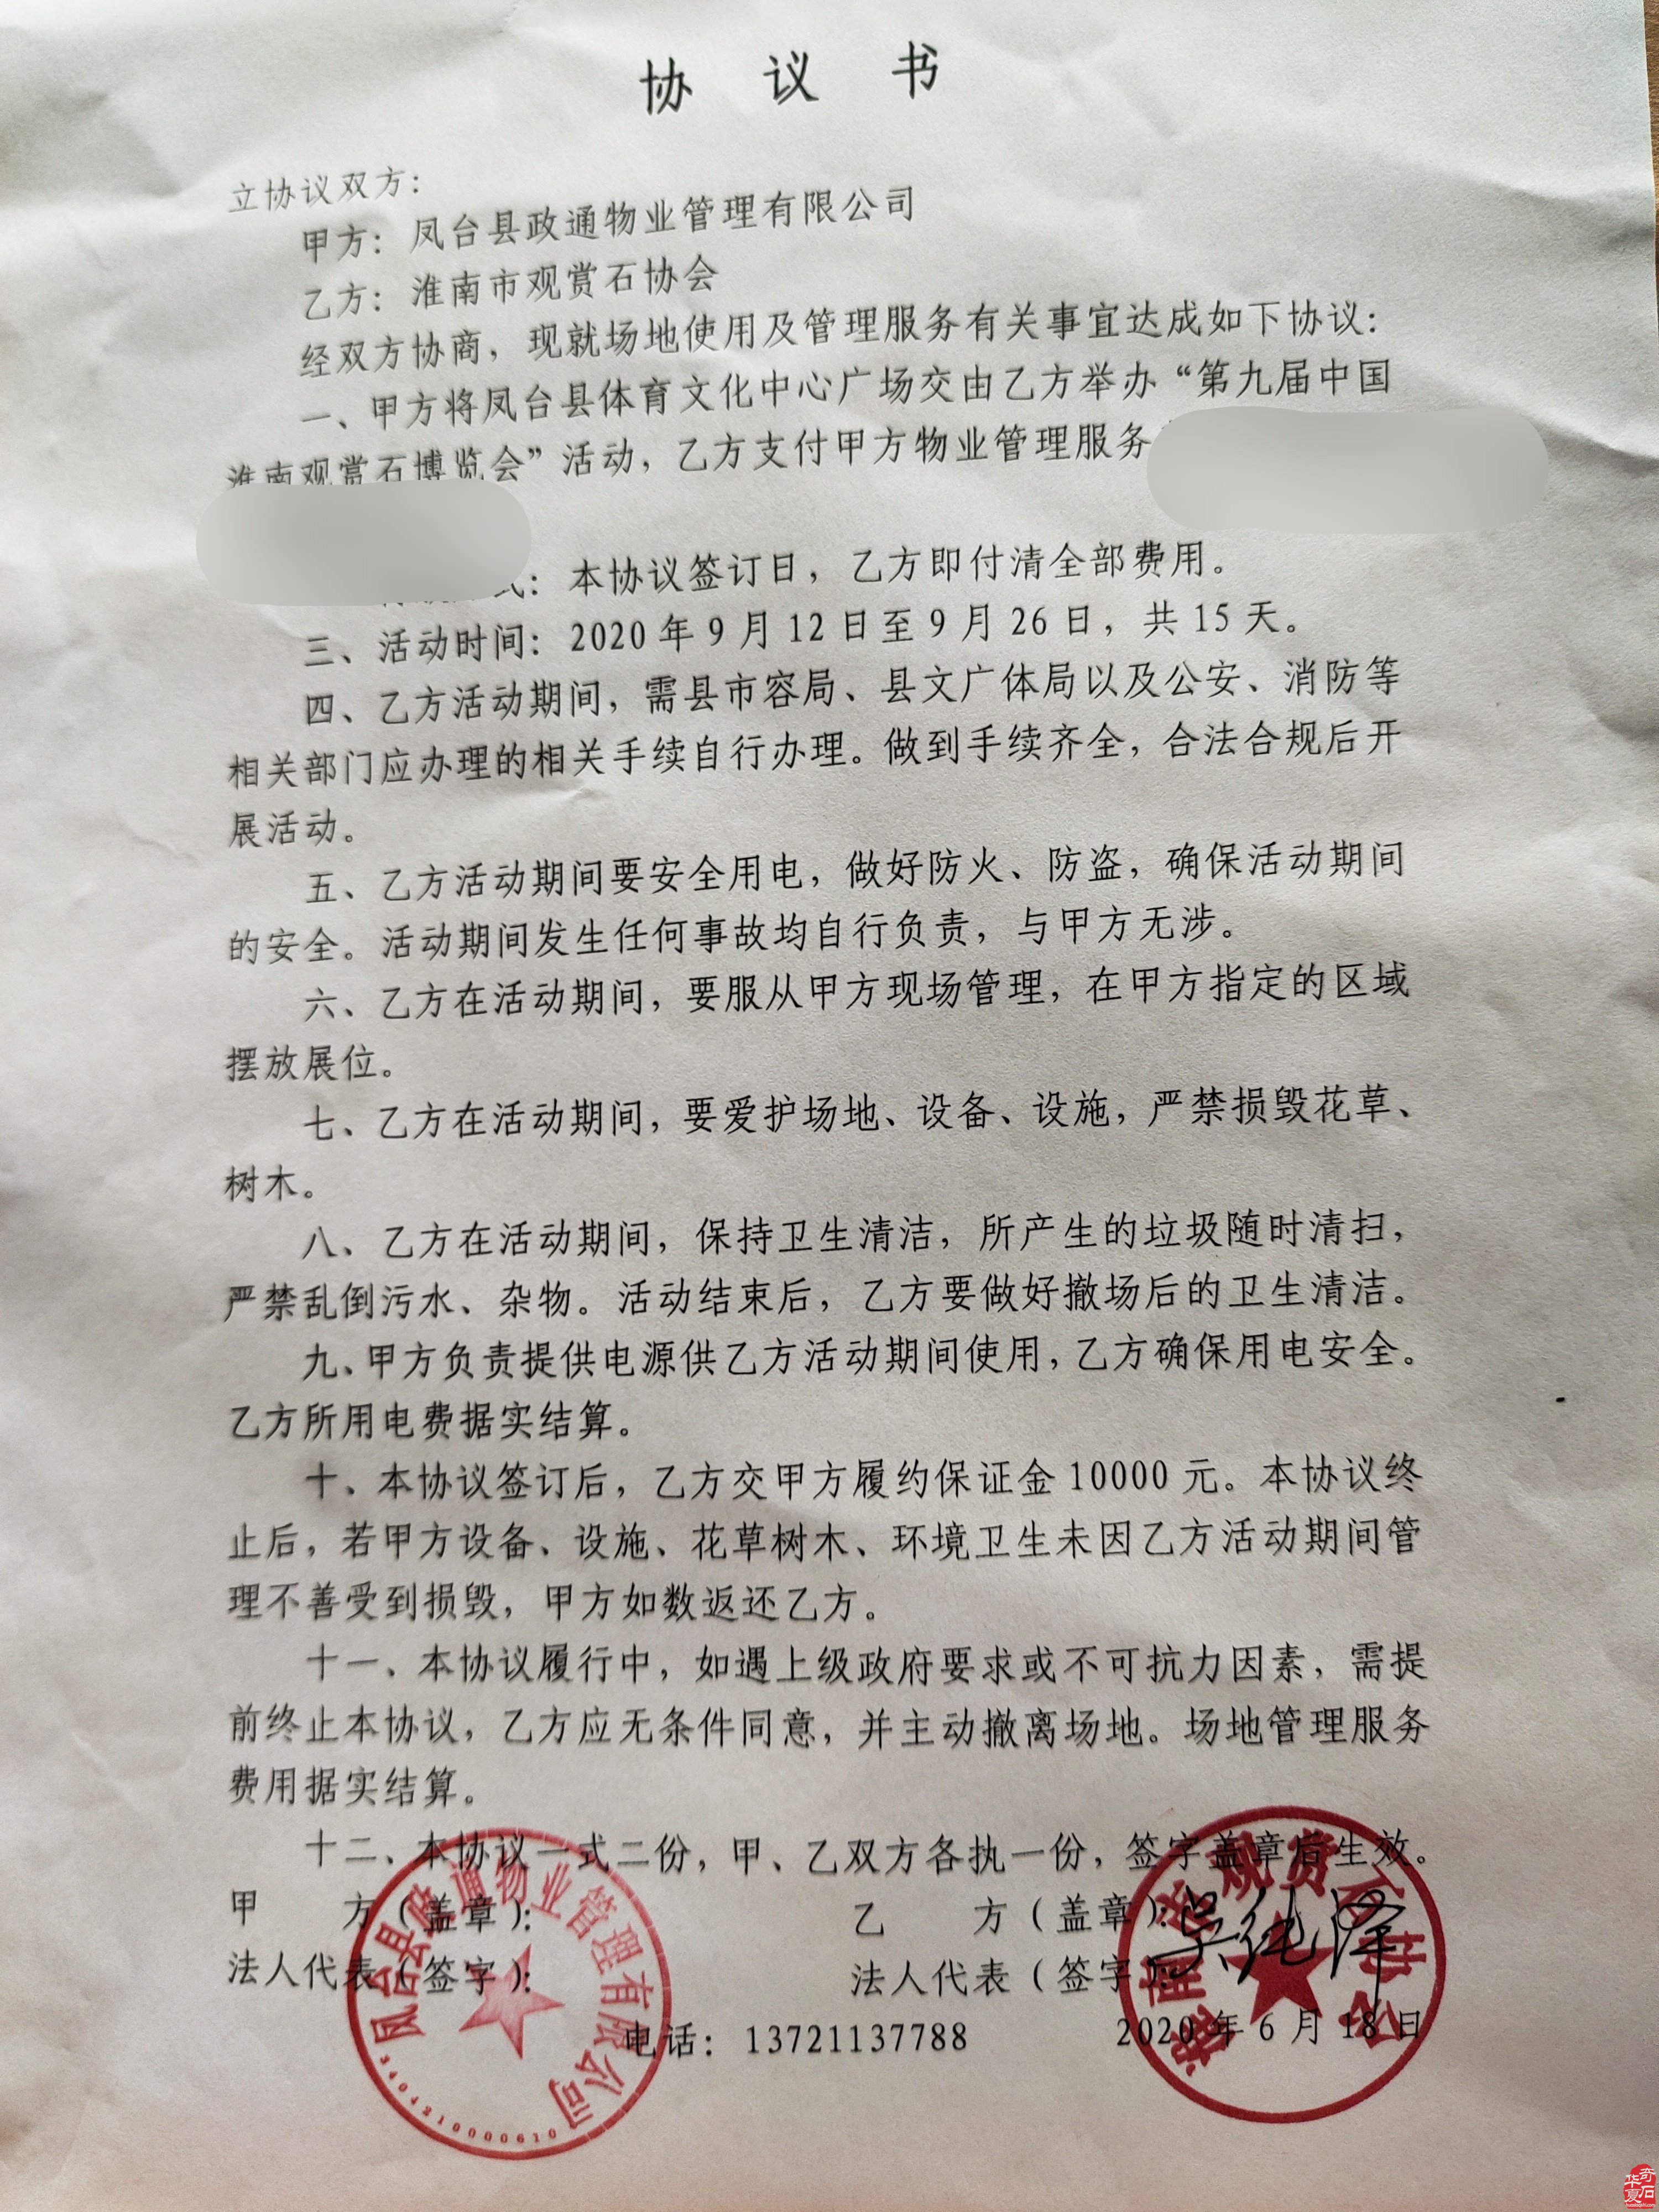 协 议 书
立协议双方：
甲方：凤台县政通物业管理有限公司
乙方：淮南市观赏石协会
经双方协商，现就场地使用及管理服务有关事宜达成如下协议：
一、甲方将凤台县体育文化中心广场交由乙方举办“第九届中国
淮南观赏石博览会”活动，乙方支付甲方物业管理服务
式：本协议签订日，乙方即付清全部费用。
三、活动时间：2020年9月12日至9月26日，共15天。
四、乙方活动期间，需县市容局、县文广体局以及公安、消防等
相关部门应办理的相关手续自行办理。做到手续齐全，合法合规后开
展活动。
五、乙方活动期间要安全用电，做好防火、防盗，确保活动期间
的安全。活动期间发生任何事故均自行负责，与甲方无涉。
六、乙方在活动期间，要服从甲方现场管理，在甲方指定的区域
摆放展位。
七、乙方在活动期间，要爱护场地、设备、设施，严禁损毁花草、
树木。
八、乙方在活动期间，保持卫生清洁，所产生的垃圾随时清扫，
严禁乱倒污水、杂物。活动结束后，乙方要做好撤场后的卫生清洁。
九、甲方负责提供电源供乙方活动期间使用，乙方确保用电安全。
乙方所用电费据实结算。
十、本协议签订后，乙方交甲方履约保证金10000元。本协议终
止后，若甲方设备、设施、花草树木、环境卫生未因乙方活动期间管
理不善受到损毁，甲方如数返还乙方。
十一、本协议履行中，如遇上级政府要求或不可抗力因素，需提
前终止本协议，乙方应无条件同意，并主动撤离场地。场地管理服务
费用据实结算。
十二、本协议一式二份，甲、乙双方各执一份，签字盖章后生效。
甲 方（盖章）： 乙 方（盖章）：
法人代表（签字）： 法人代表（签字）：吴纯泽
电话：13721137788 2020年6月18日
凤台县政通物业管理有限公司
3404210000610
淮南市观赏石协会
华夏奇石